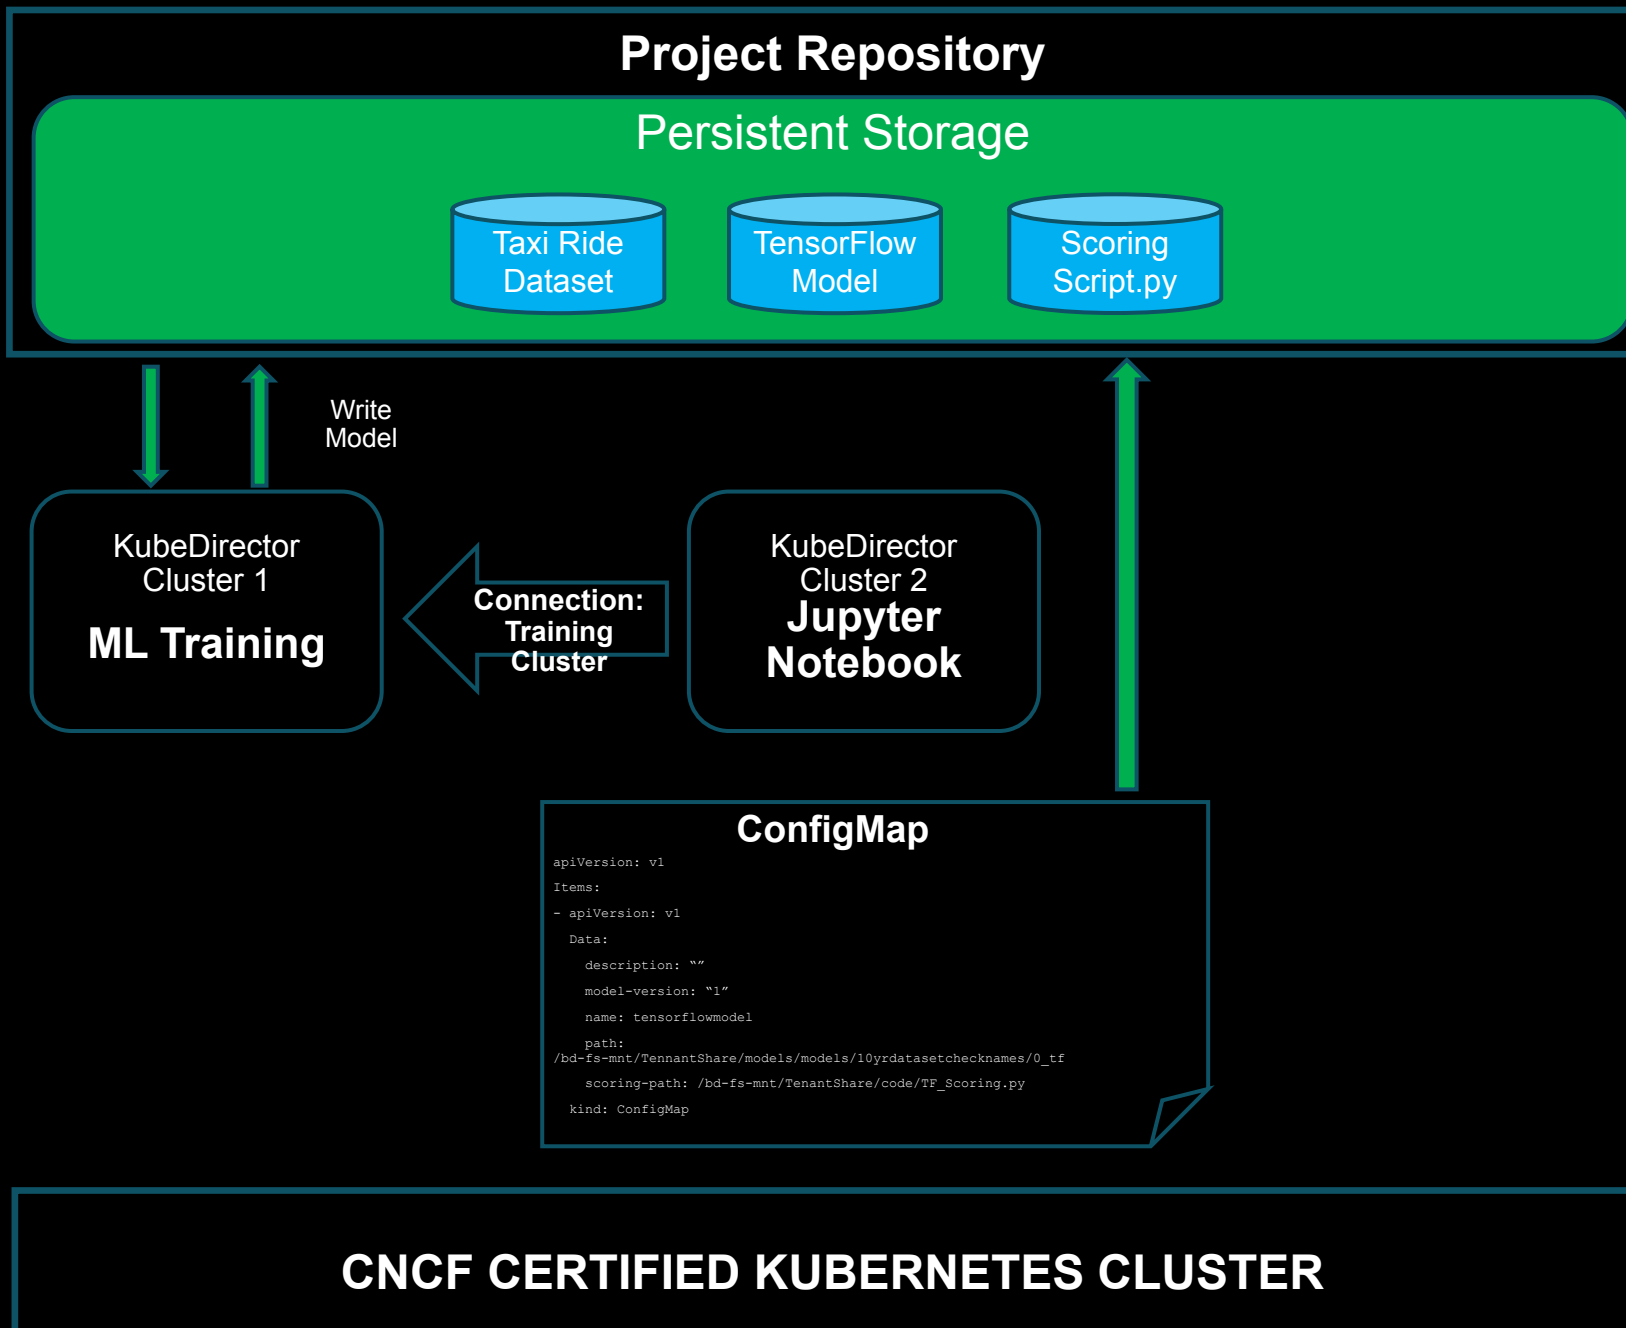 Project Repository
Persistent Storage
Taxi Ride
Dataset
TensorFlow
Model
Scoring
Script.py
Write
Model
KubeDirector
Cluster 1
ML Training
Connection:
Training
Cluster
KubeDirector
Cluster 2
Jupyter
Notebook
ConfigMap
apiVersion: v1
Items:
- apiVersion: v1
Data:
description: “”
model-version: “1”
name: tensorflowmodel
path:
/bd-fs-mnt/TennantShare/models/models/10yrdatasetchecknames/0_tf
scoring-path: /bd-fs-mnt/TenantShare/code/TF_Scoring.py
kind: ConfigMap
CNCF CERTIFIED KUBERNETES CLUSTER